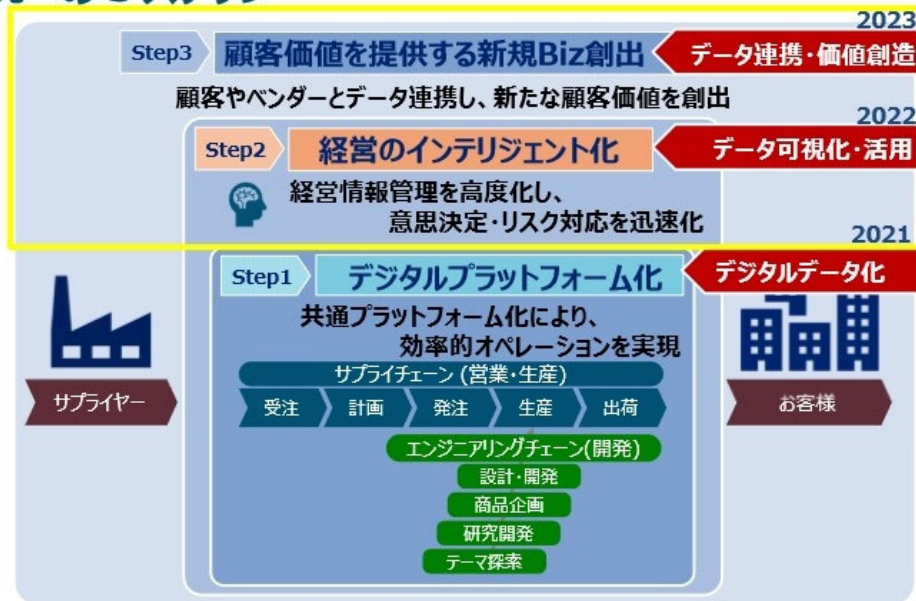 2023
Step3
顧客価値を提供する新規Biz創出
データ連携・価値創造
顧客やベンダーとデータ連携し、新たな顧客価値を創出
2022
Step2
経営のインテリジェント化
データ可視化・活用
経営情報管理を高度化し、
意思決定・リスク対応を迅速化
2021
Step1
デジタルプラットフォーム化
デジタルデータ化
共通プラットフォーム化により、
効率的オペレーションを実現
サプライチェーン (営業・生産)
サプライヤー
受注
計画
発注
生産
出荷
お客様
エンジニアリングチェーン(開発)
設計・開発
商品企画
研究開発
テーマ探索